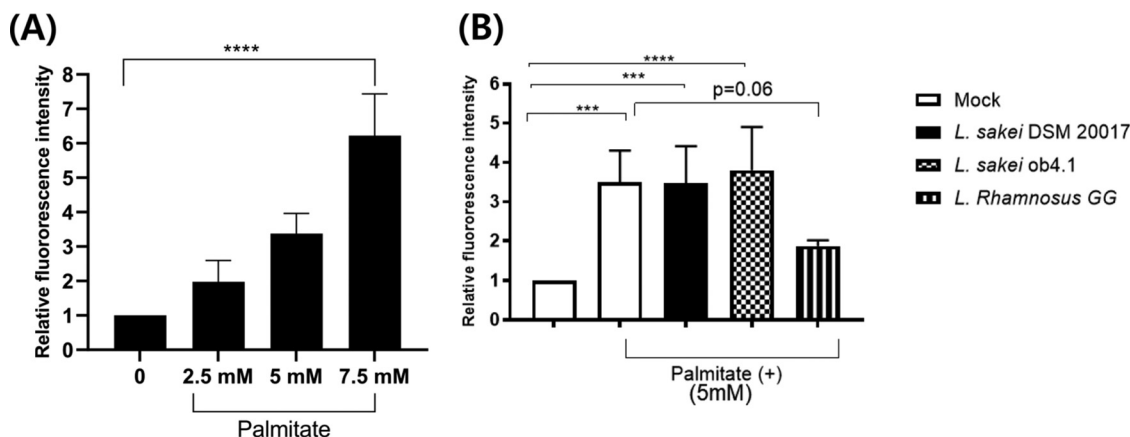 (A)
Relative fluororescence intensity
8
7
6
5
4
3
2
1
0
****
0 2.5 mM 5 mM 7.5 mM
Palmitate
(B)
Relative fluororescence intensity
6
5
4
3
2
1
0
****
***
p=0.06
***
Palmitate (+)
(5mM)
Mock
L. sakei DSM 20017
L. sakei ob4.1
L. Rhamnosus GG